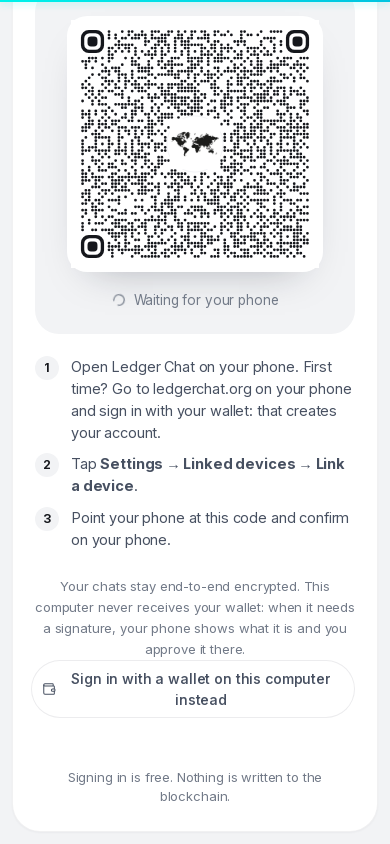 Waiting for your phone
1 Open Ledger Chat on your phone. First
time? Go to ledgerchat.org on your phone
and sign in with your wallet: that creates
your account.
2 Tap Settings → Linked devices → Link
a device.
3 Point your phone at this code and confirm
on your phone.
Your chats stay end-to-end encrypted. This
computer never receives your wallet: when it needs
a signature, your phone shows what it is and you
approve it there.
Sign in with a wallet on this computer
instead
Signing in is free. Nothing is written to the
blockchain.